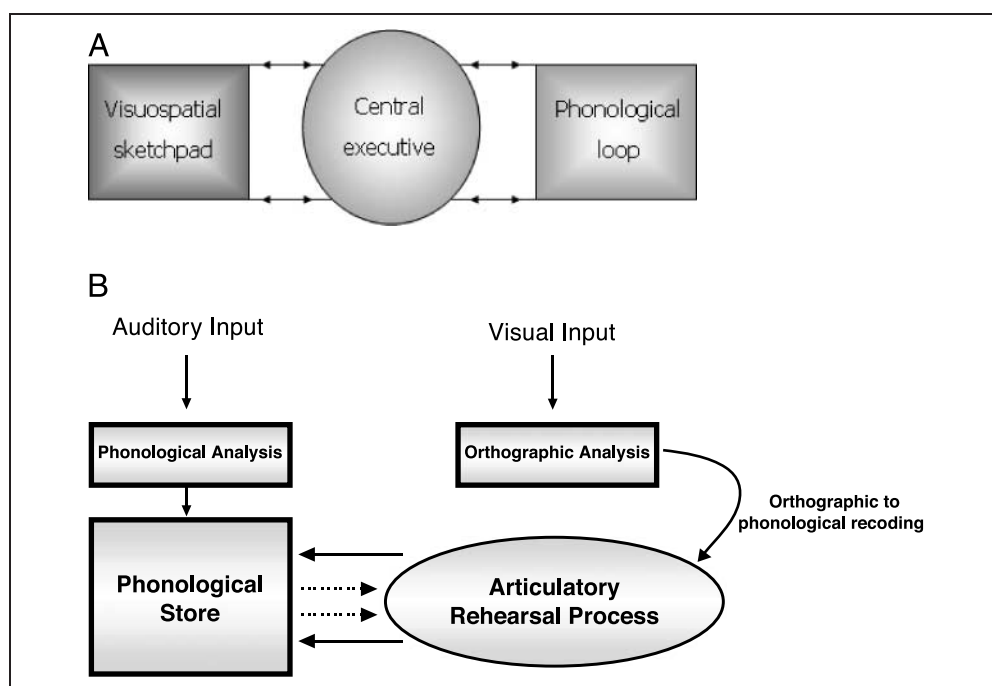 A
Visuospatial
sketchpad
Central
executive
Phonological
loop
B
Auditory Input
Visual Input
Phonological Analysis
Orthographic Analysis
Orthographic to
phonological recoding
Phonological
Store
Articulatory
Rehearsal Process